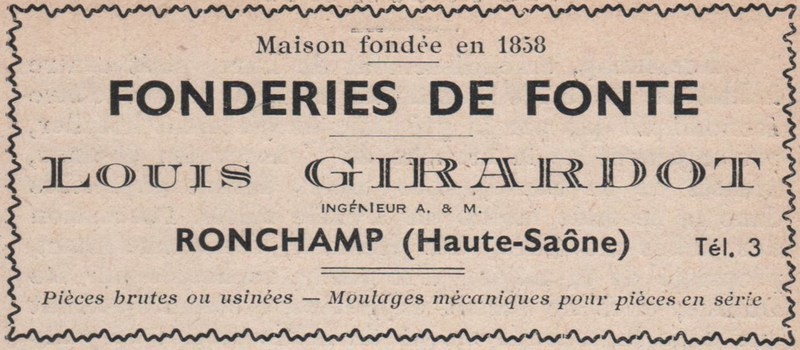 Maison fondée en 1858
FONDERIES DE FONTE
LOUIS GIRARDOT
INGÉNIEUR A. & M.
RONCHAMP (Haute-Saône) Tél. 3
Pièces brutes ou usinées — Moulages mécaniques pour pièces en série